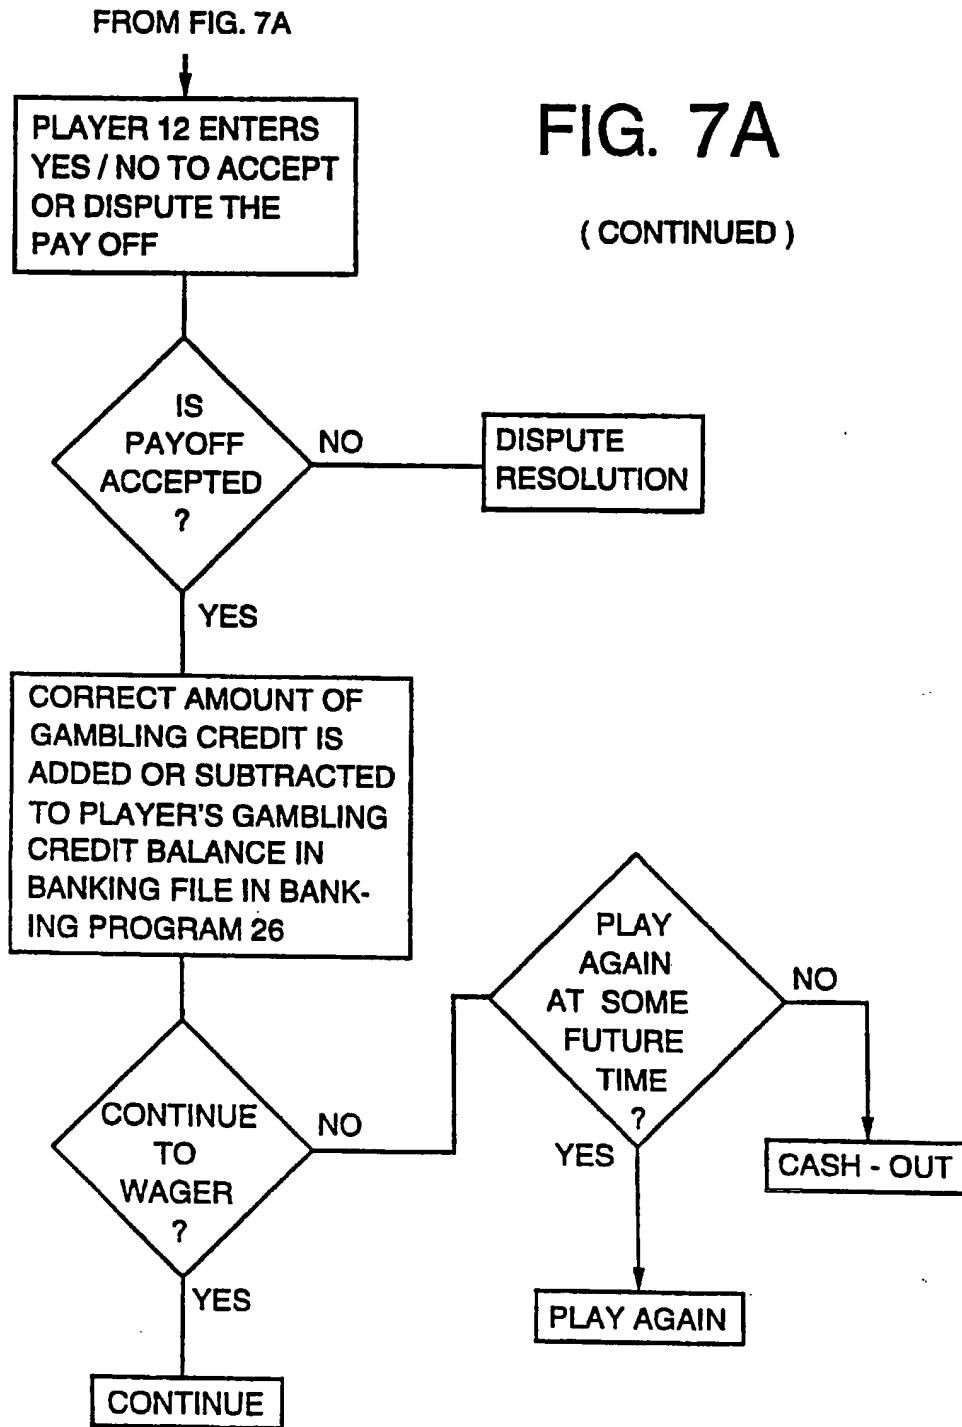 FROM FIG. 7A
FIG. 7A
( CONTINUED )
PLAYER 12 ENTERS
YES / NO TO ACCEPT
OR DISPUTE THE
PAY OFF
IS
PAYOFF
ACCEPTED
?
NO
DISPUTE
RESOLUTION
YES
CORRECT AMOUNT OF
GAMBLING CREDIT IS
ADDED OR SUBTRACTED
TO PLAYER'S GAMBLING
CREDIT BALANCE IN
BANKING FILE IN BANK-
ING PROGRAM 26
CONTINUE
TO
WAGER
?
NO
PLAY
AGAIN
AT SOME
FUTURE
TIME
?
NO
CASH - OUT
YES
PLAY AGAIN
YES
CONTINUE